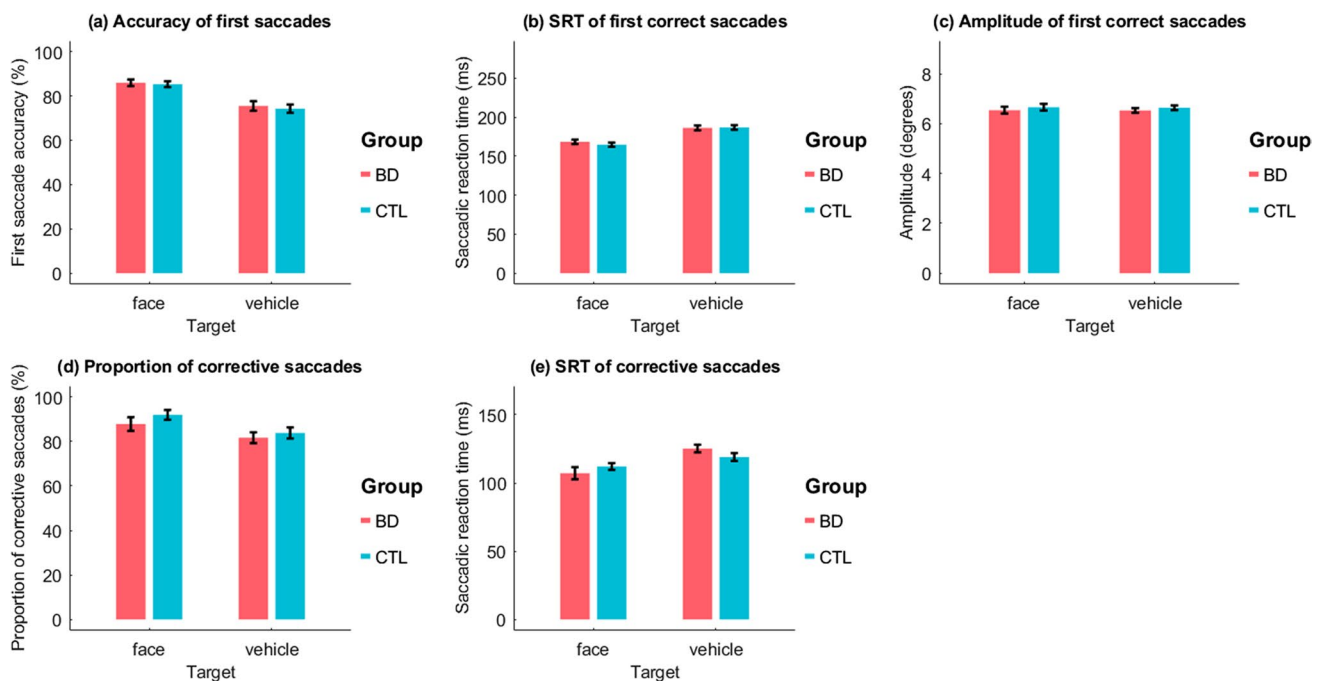 (a) Accuracy of first saccades
First saccade accuracy (%)
100
80
60
40
20
0
face vehicle
Target
Group
BD
CTL
(b) SRT of first correct saccades
Saccadic reaction time (ms)
250
200
150
100
50
0
face vehicle
Target
Group
BD
CTL
(c) Amplitude of first correct saccades
Amplitude (degrees)
8
6
4
2
0
face vehicle
Target
Group
BD
CTL
(d) Proportion of corrective saccades
Proportion of corrective saccades (%)
100
80
60
40
20
0
face vehicle
Target
Group
BD
CTL
(e) SRT of corrective saccades
Saccadic reaction time (ms)
150
100
50
0
face vehicle
Target
Group
BD
CTL